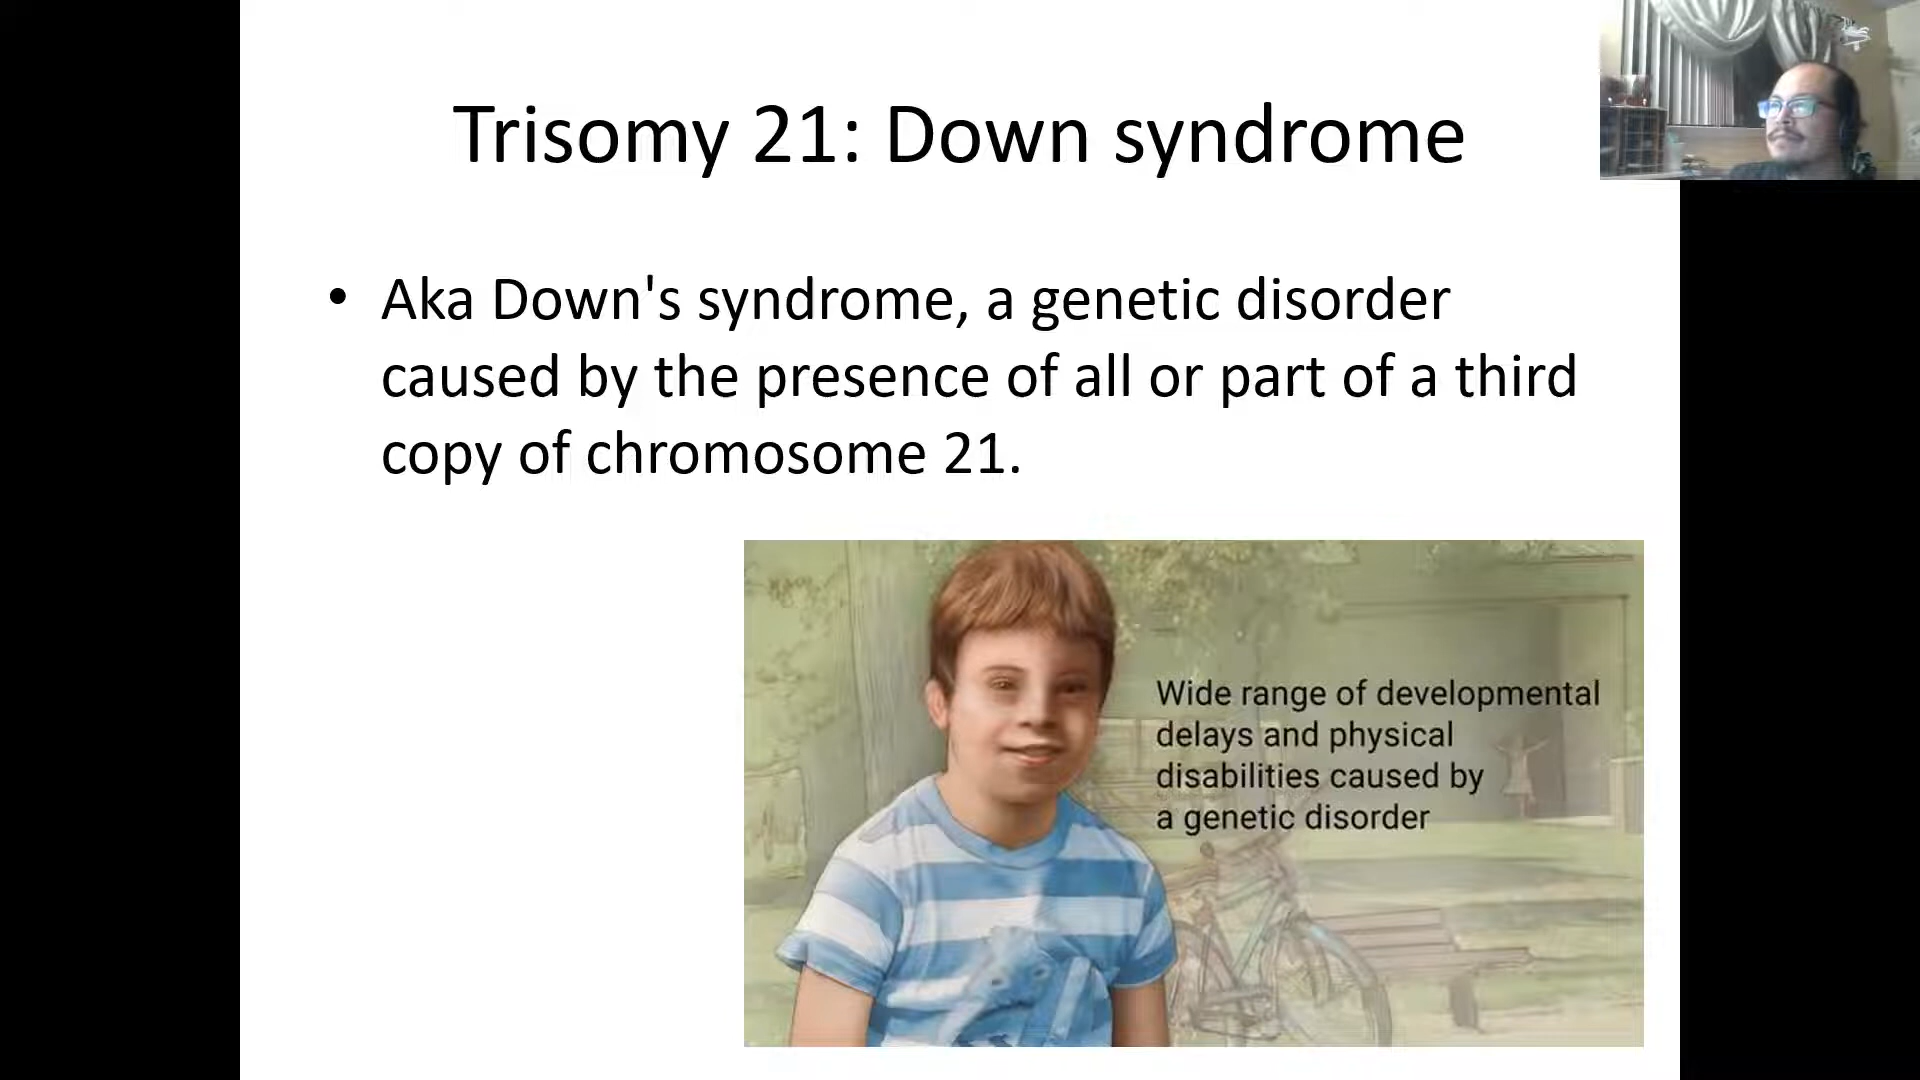 Trisomy 21: Down syndrome
• Aka Down's syndrome, a genetic disorder
caused by the presence of all or part of a third
copy of chromosome 21.
Wide range of developmental
delays and physical
disabilities caused by
a genetic disorder